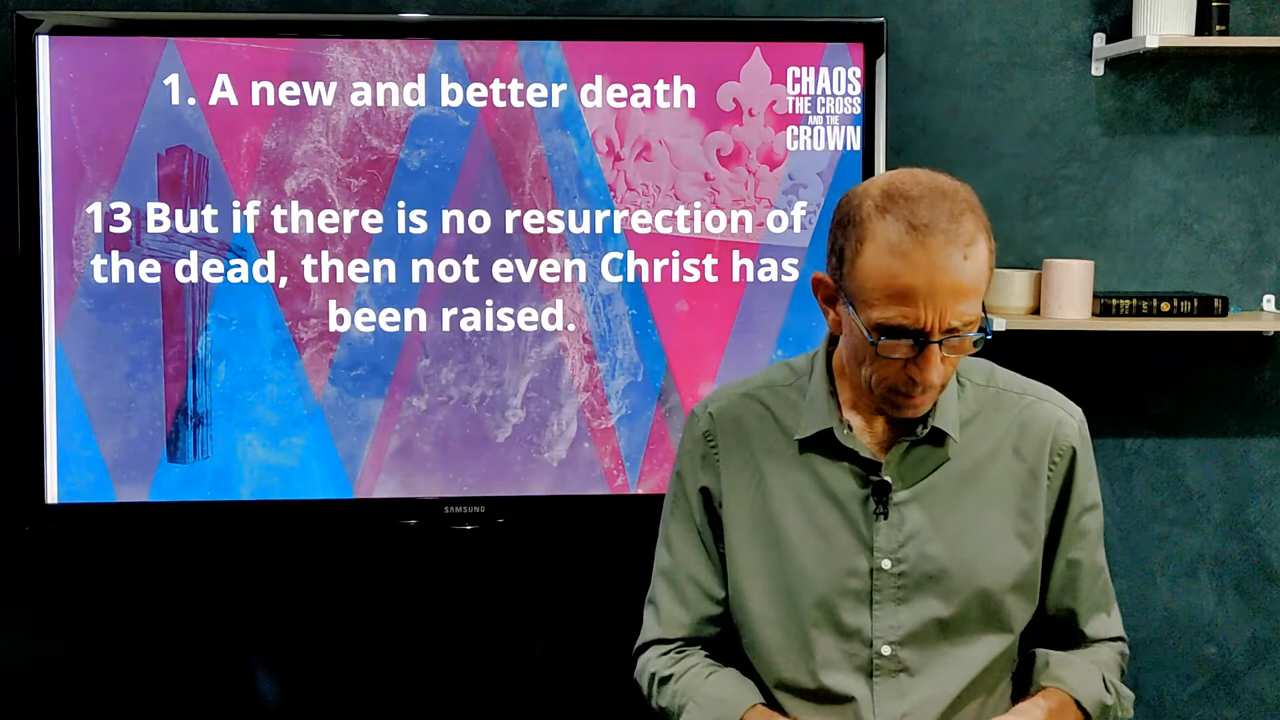 1. A new and better death
CHAOS
THE CROSS
AND THE
CROWN
13 But if there is no resurrection of
the dead, then not even Christ has
been raised.
SAMSUNG